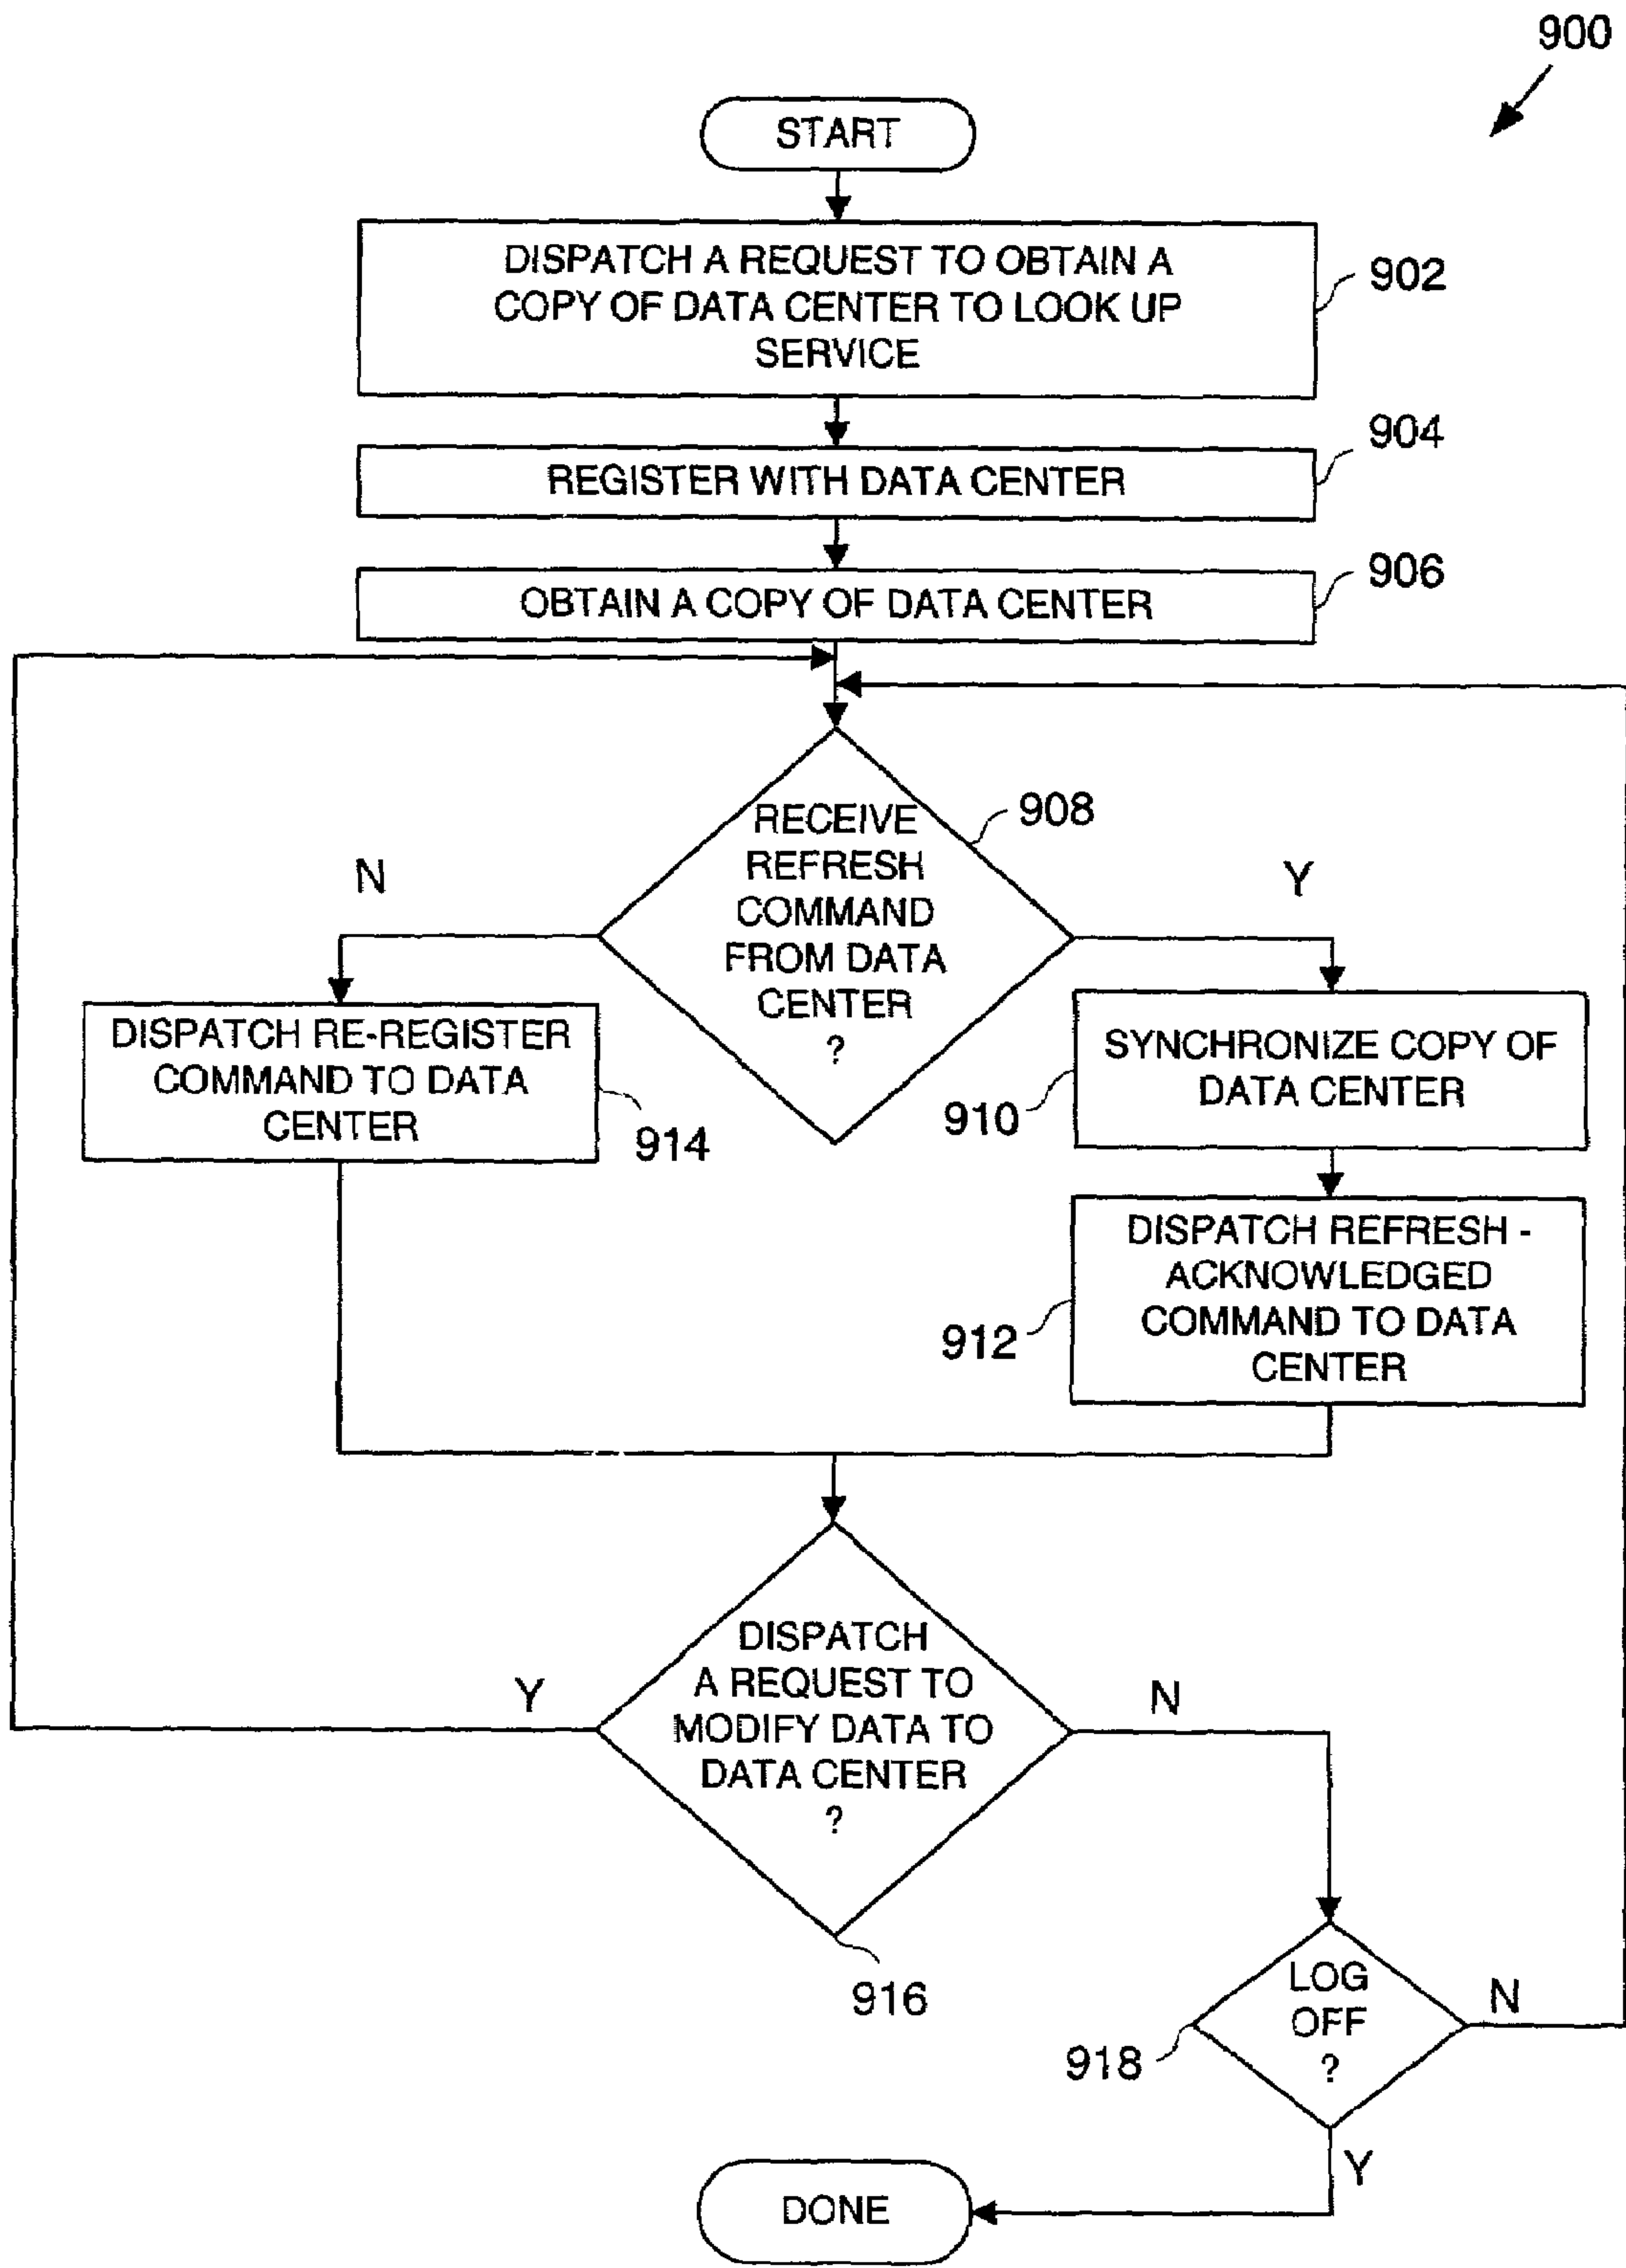 900
START
DISPATCH A REQUEST TO OBTAIN A
COPY OF DATA CENTER TO LOOK UP
SERVICE
902
904
REGISTER WITH DATA CENTER
906
OBTAIN A COPY OF DATA CENTER
RECEIVE
REFRESH
COMMAND
FROM DATA
CENTER
?
908
N
Y
DISPATCH RE-REGISTER
COMMAND TO DATA
CENTER
914
SYNCHRONIZE COPY OF
DATA CENTER
910
DISPATCH REFRESH -
ACKNOWLEDGED
COMMAND TO DATA
CENTER
912
DISPATCH
A REQUEST TO
MODIFY DATA TO
DATA CENTER
?
Y
N
916
LOG
OFF
?
N
918
Y
DONE